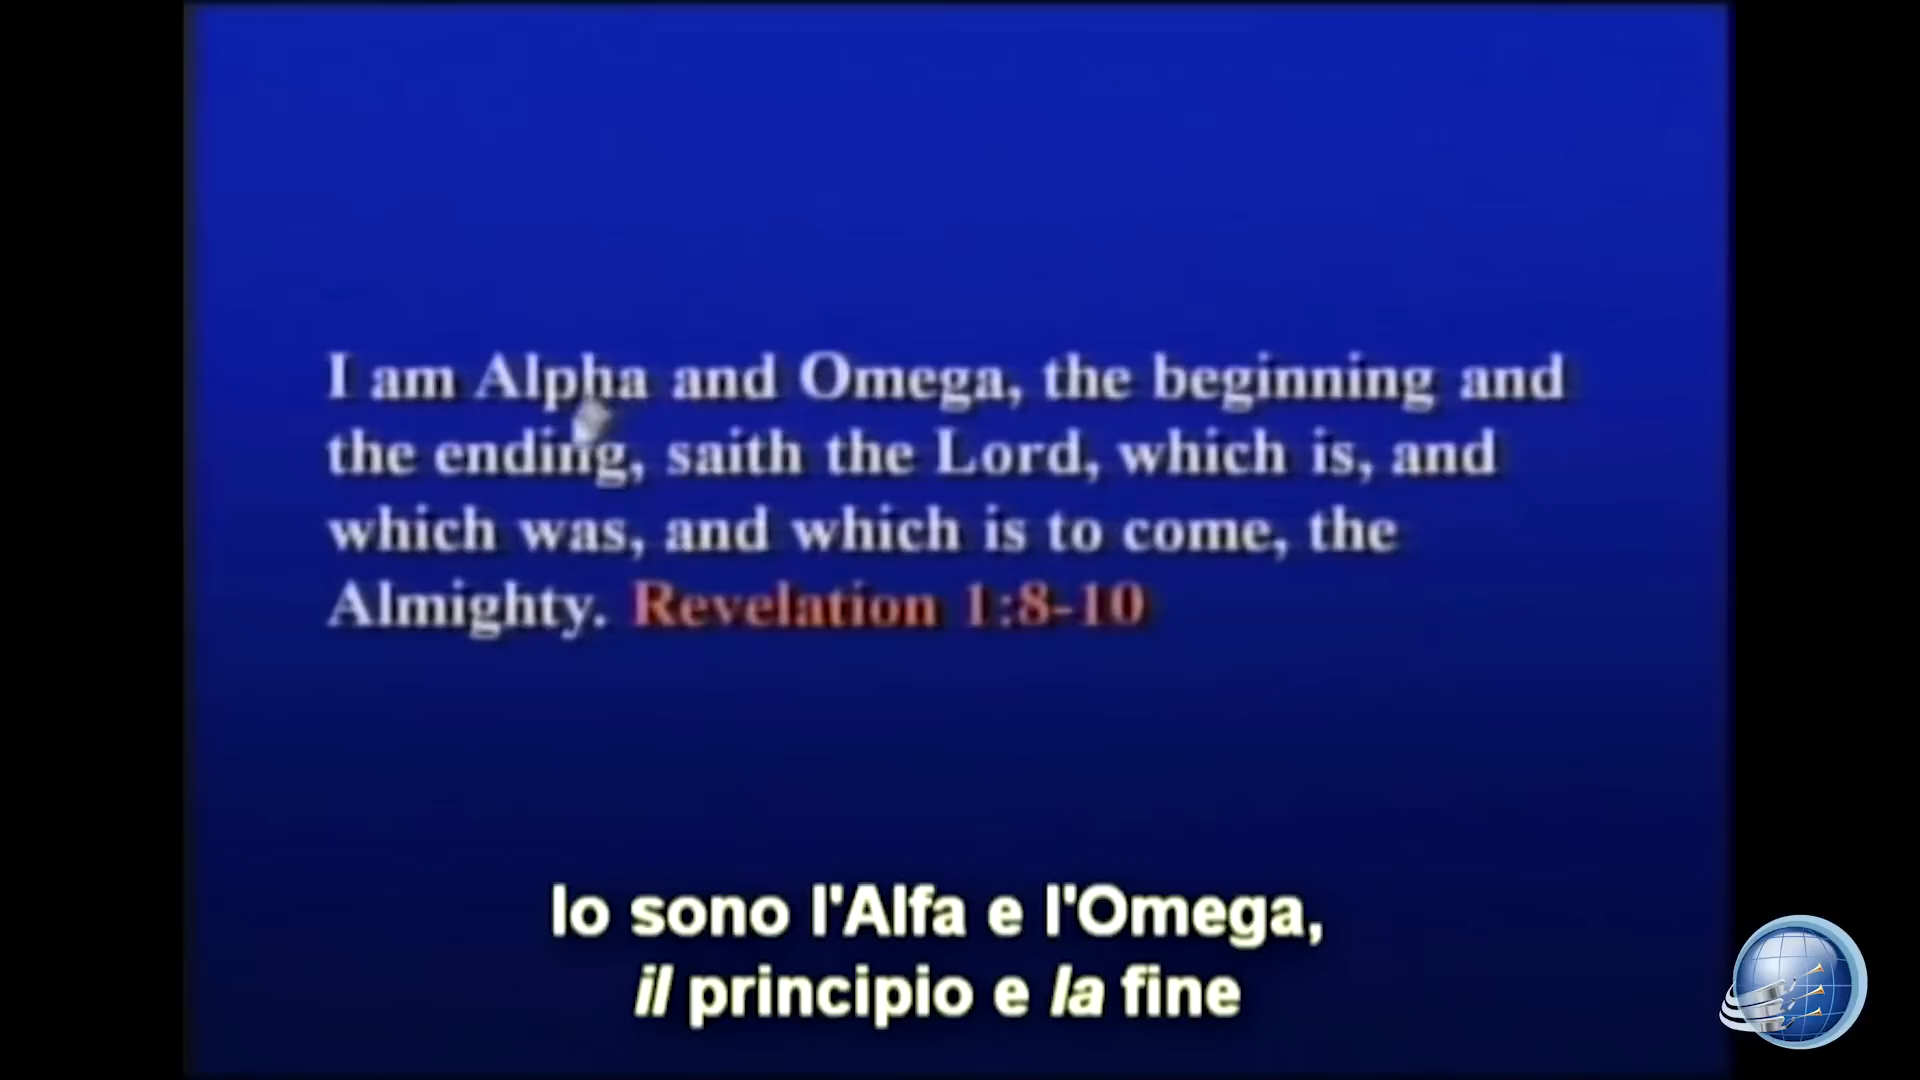 I am Alpha and Omega, the beginning and
the ending, saith the Lord, which is, and
which was, and which is to come, the
Almighty. Revelation 1:8-10
Io sono l'Alfa e l'Omega,
il principio e la fine